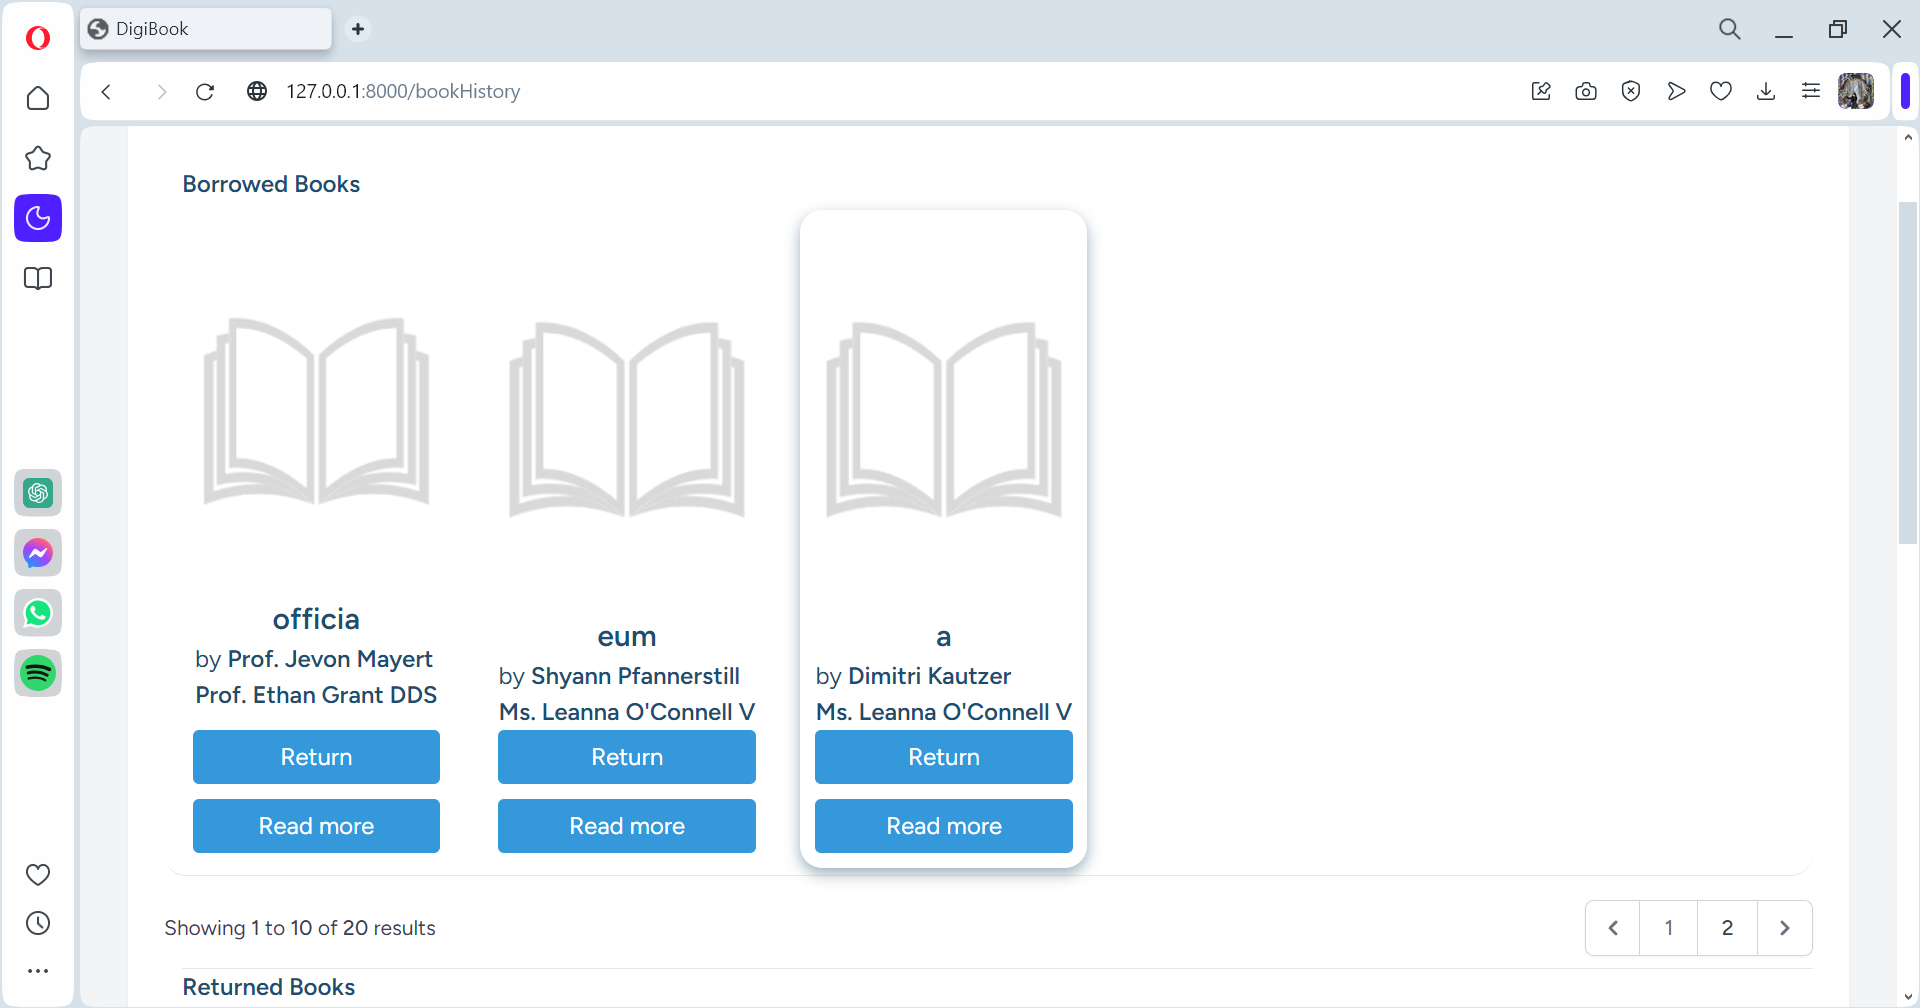 DigiBook
127.0.0.1:8000/bookHistory
Borrowed Books
officia
by Prof. Jevon Mayert
Prof. Ethan Grant DDS
Return
Read more
eum
by Shyann Pfannerstill
Ms. Leanna O'Connell V
Return
Read more
a
by Dimitri Kautzer
Ms. Leanna O'Connell V
Return
Read more
Showing 1 to 10 of 20 results
1 2
Returned Books